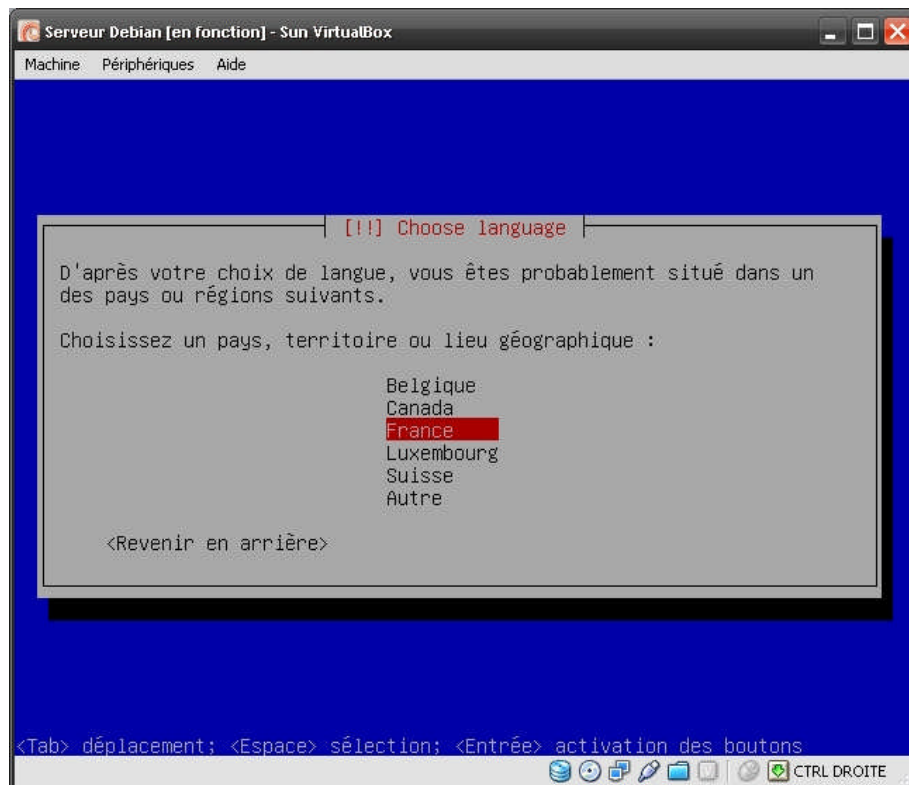 Serveur Debian [en fonction] - Sun VirtualBox
Machine Périphériques Aide
[!!] Choose language
D'après votre choix de langue, vous êtes probablement situé dans un
des pays ou régions suivants.
Choisissez un pays, territoire ou lieu géographique :
Belgique
Canada
France
Luxembourg
Suisse
Autre
<Revenir en arrière>
<Tab> déplacement; <Espace> sélection; <Entrée> activation des boutons
CTRL DROITE